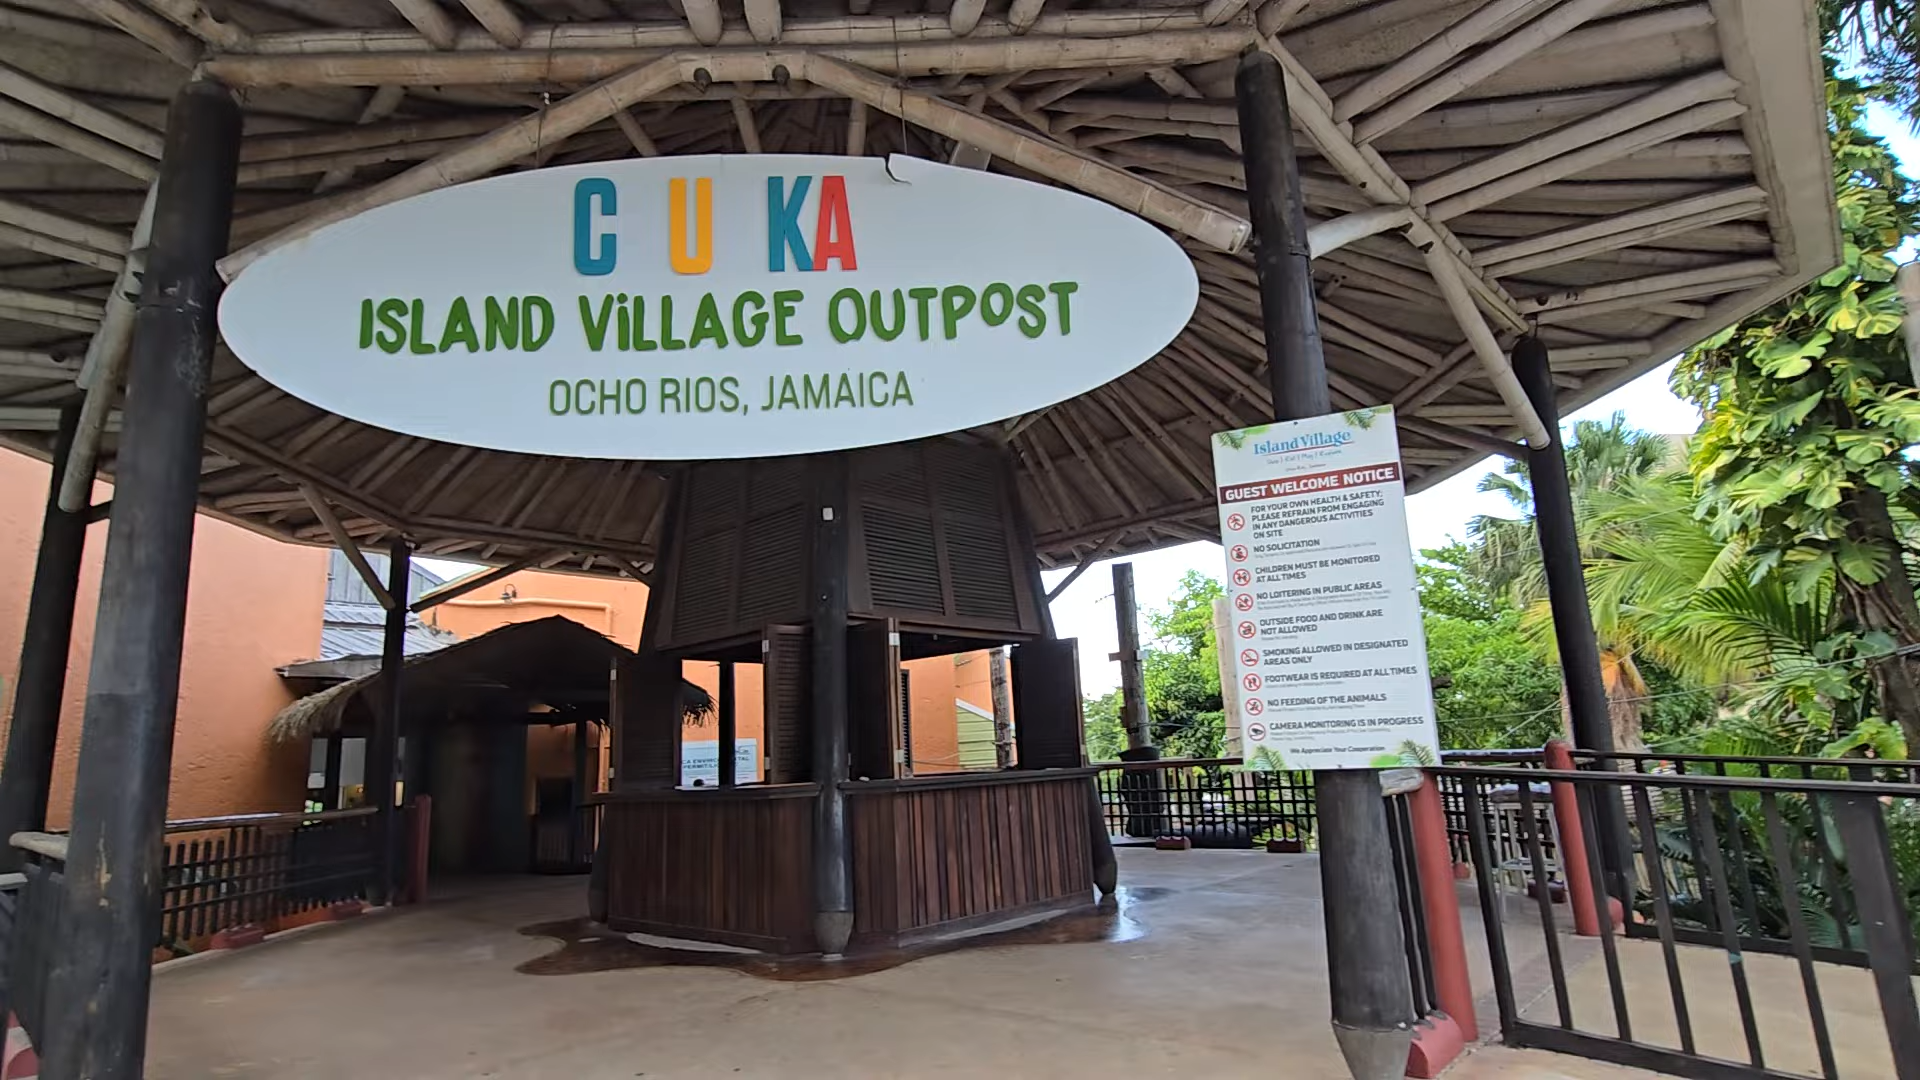 C U KA
ISLAND VILLAGE OUTPOST
OCHO RIOS, JAMAICA
Island Village
GUEST WELCOME NOTICE
FOR YOUR OWN HEALTH & SAFETY;
PLEASE REFRAIN FROM ENGAGING
IN ANY DANGEROUS ACTIVITIES
ON SITE
NO SOLICITATION
CHILDREN MUST BE MONITORED
AT ALL TIMES
NO LOITERING IN PUBLIC AREAS
OUTSIDE FOOD AND DRINK ARE
NOT ALLOWED
SMOKING ALLOWED IN DESIGNATED
AREAS ONLY
FOOTWEAR IS REQUIRED AT ALL TIMES
NO FEEDING OF THE ANIMALS
CAMERA MONITORING IS IN PROGRESS
We Appreciate Your Cooperation